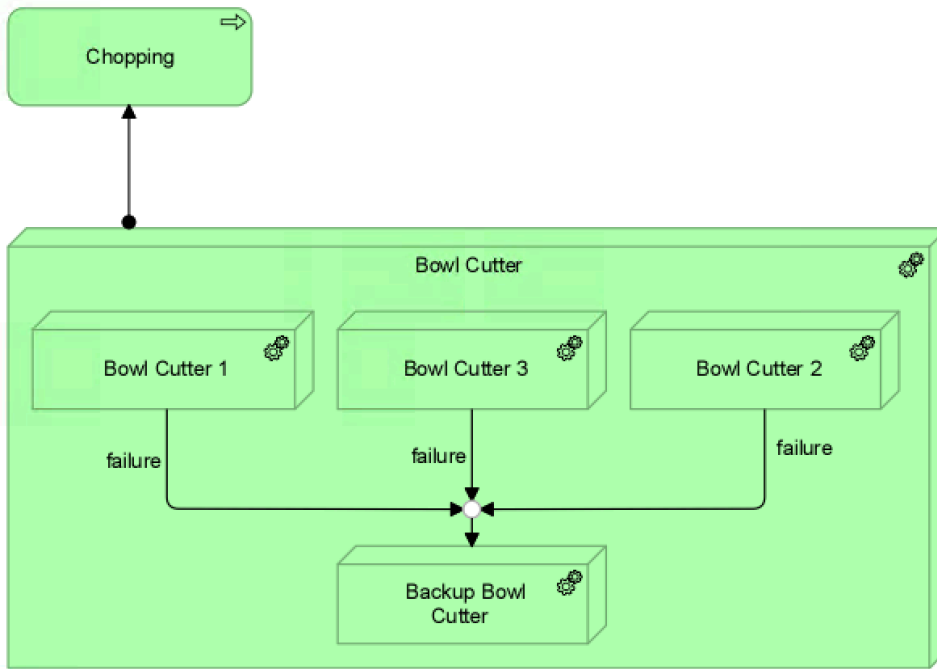 Chopping
Bowl Cutter
Bowl Cutter 1
Bowl Cutter 3
Bowl Cutter 2
failure
failure
failure
Backup Bowl
Cutter